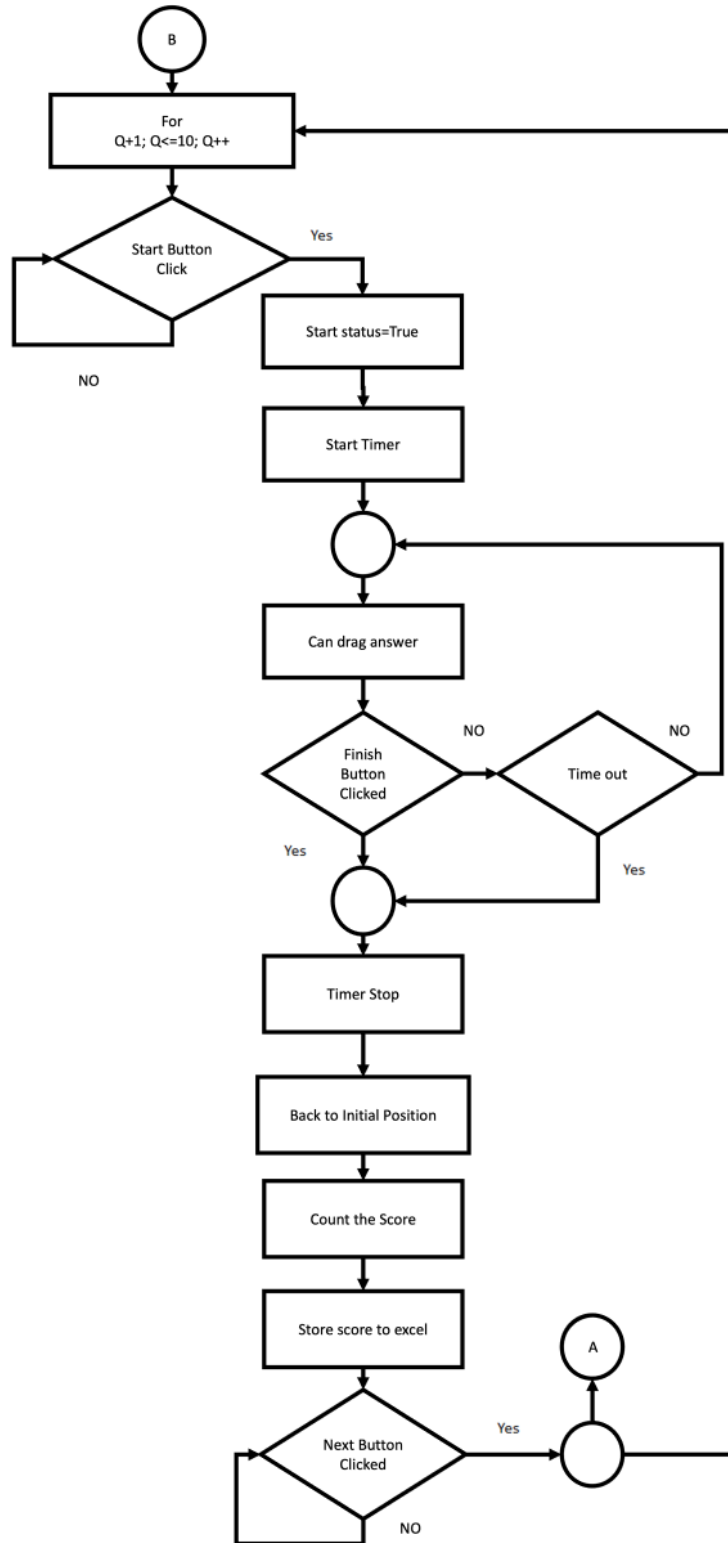 B
For
Q+1; Q<=10; Q++
Start Button
Click
Yes
NO
Start status=True
Start Timer
Can drag answer
Finish
Button
Clicked
NO
Time out
NO
Yes
Yes
Timer Stop
Back to Initial Position
Count the Score
Store score to excel
A
Next Button
Clicked
Yes
NO